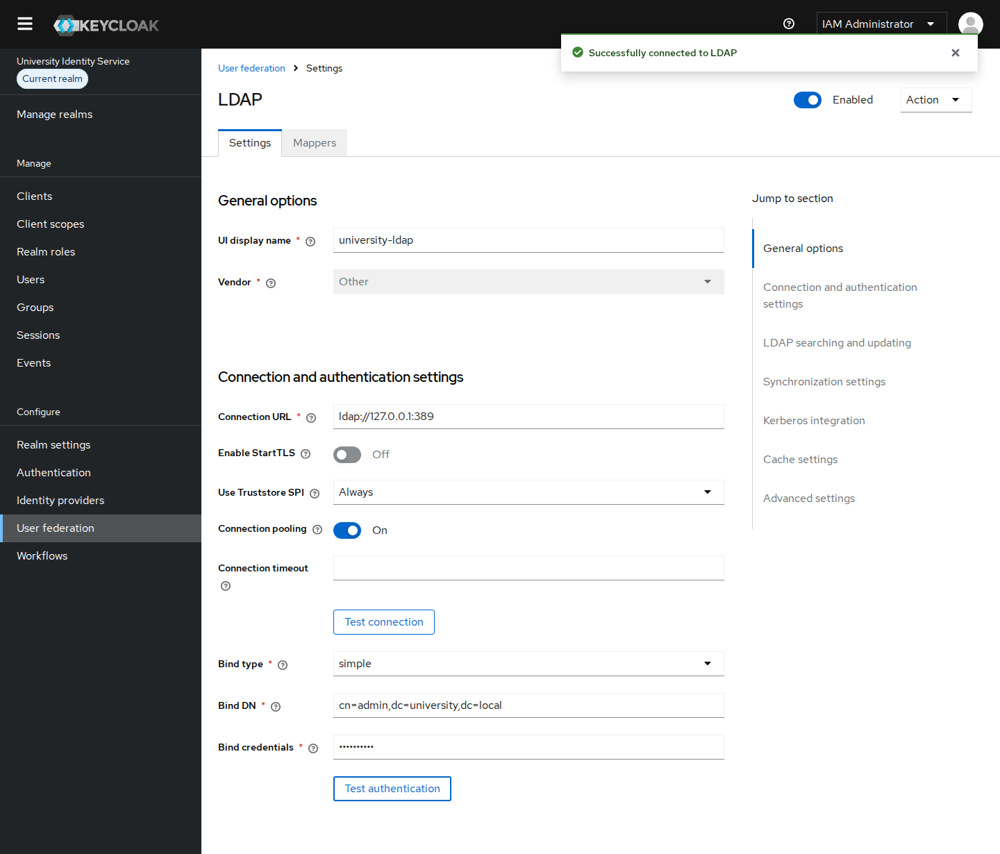 KEYCLOAK
IAM Administrator
Successfully connected to LDAP
University Identity Service
Current realm
Manage realms
Manage
Clients
Client scopes
Realm roles
Users
Groups
Sessions
Events
Configure
Realm settings
Authentication
Identity providers
User federation
Workflows
User federation > Settings
LDAP
Enabled
Action
Settings
Mappers
General options
UI display name *
university-ldap
Vendor *
Other
Connection and authentication settings
Connection URL *
ldap://127.0.0.1:389
Enable StartTLS
Off
Use Truststore SPI
Always
Connection pooling
On
Connection timeout
Test connection
Bind type *
simple
Bind DN *
cn=admin,dc=university,dc=local
Bind credentials *
••••••••••
Test authentication
Jump to section
General options
Connection and authentication
settings
LDAP searching and updating
Synchronization settings
Kerberos integration
Cache settings
Advanced settings